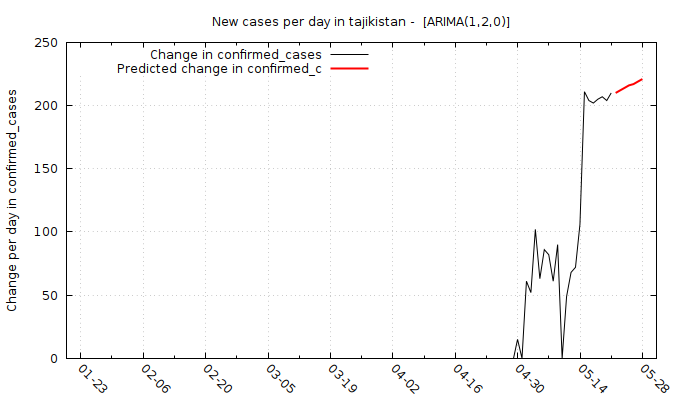 New cases per day in tajikistan -  [ARIMA(1,2,0)]
Change in confirmed_cases
Predicted change in confirmed_c
Change per day in confirmed_cases
250
200
150
100
50
0
01-23 02-06 02-20 03-05 03-19 04-02 04-16 04-30 05-14 05-28